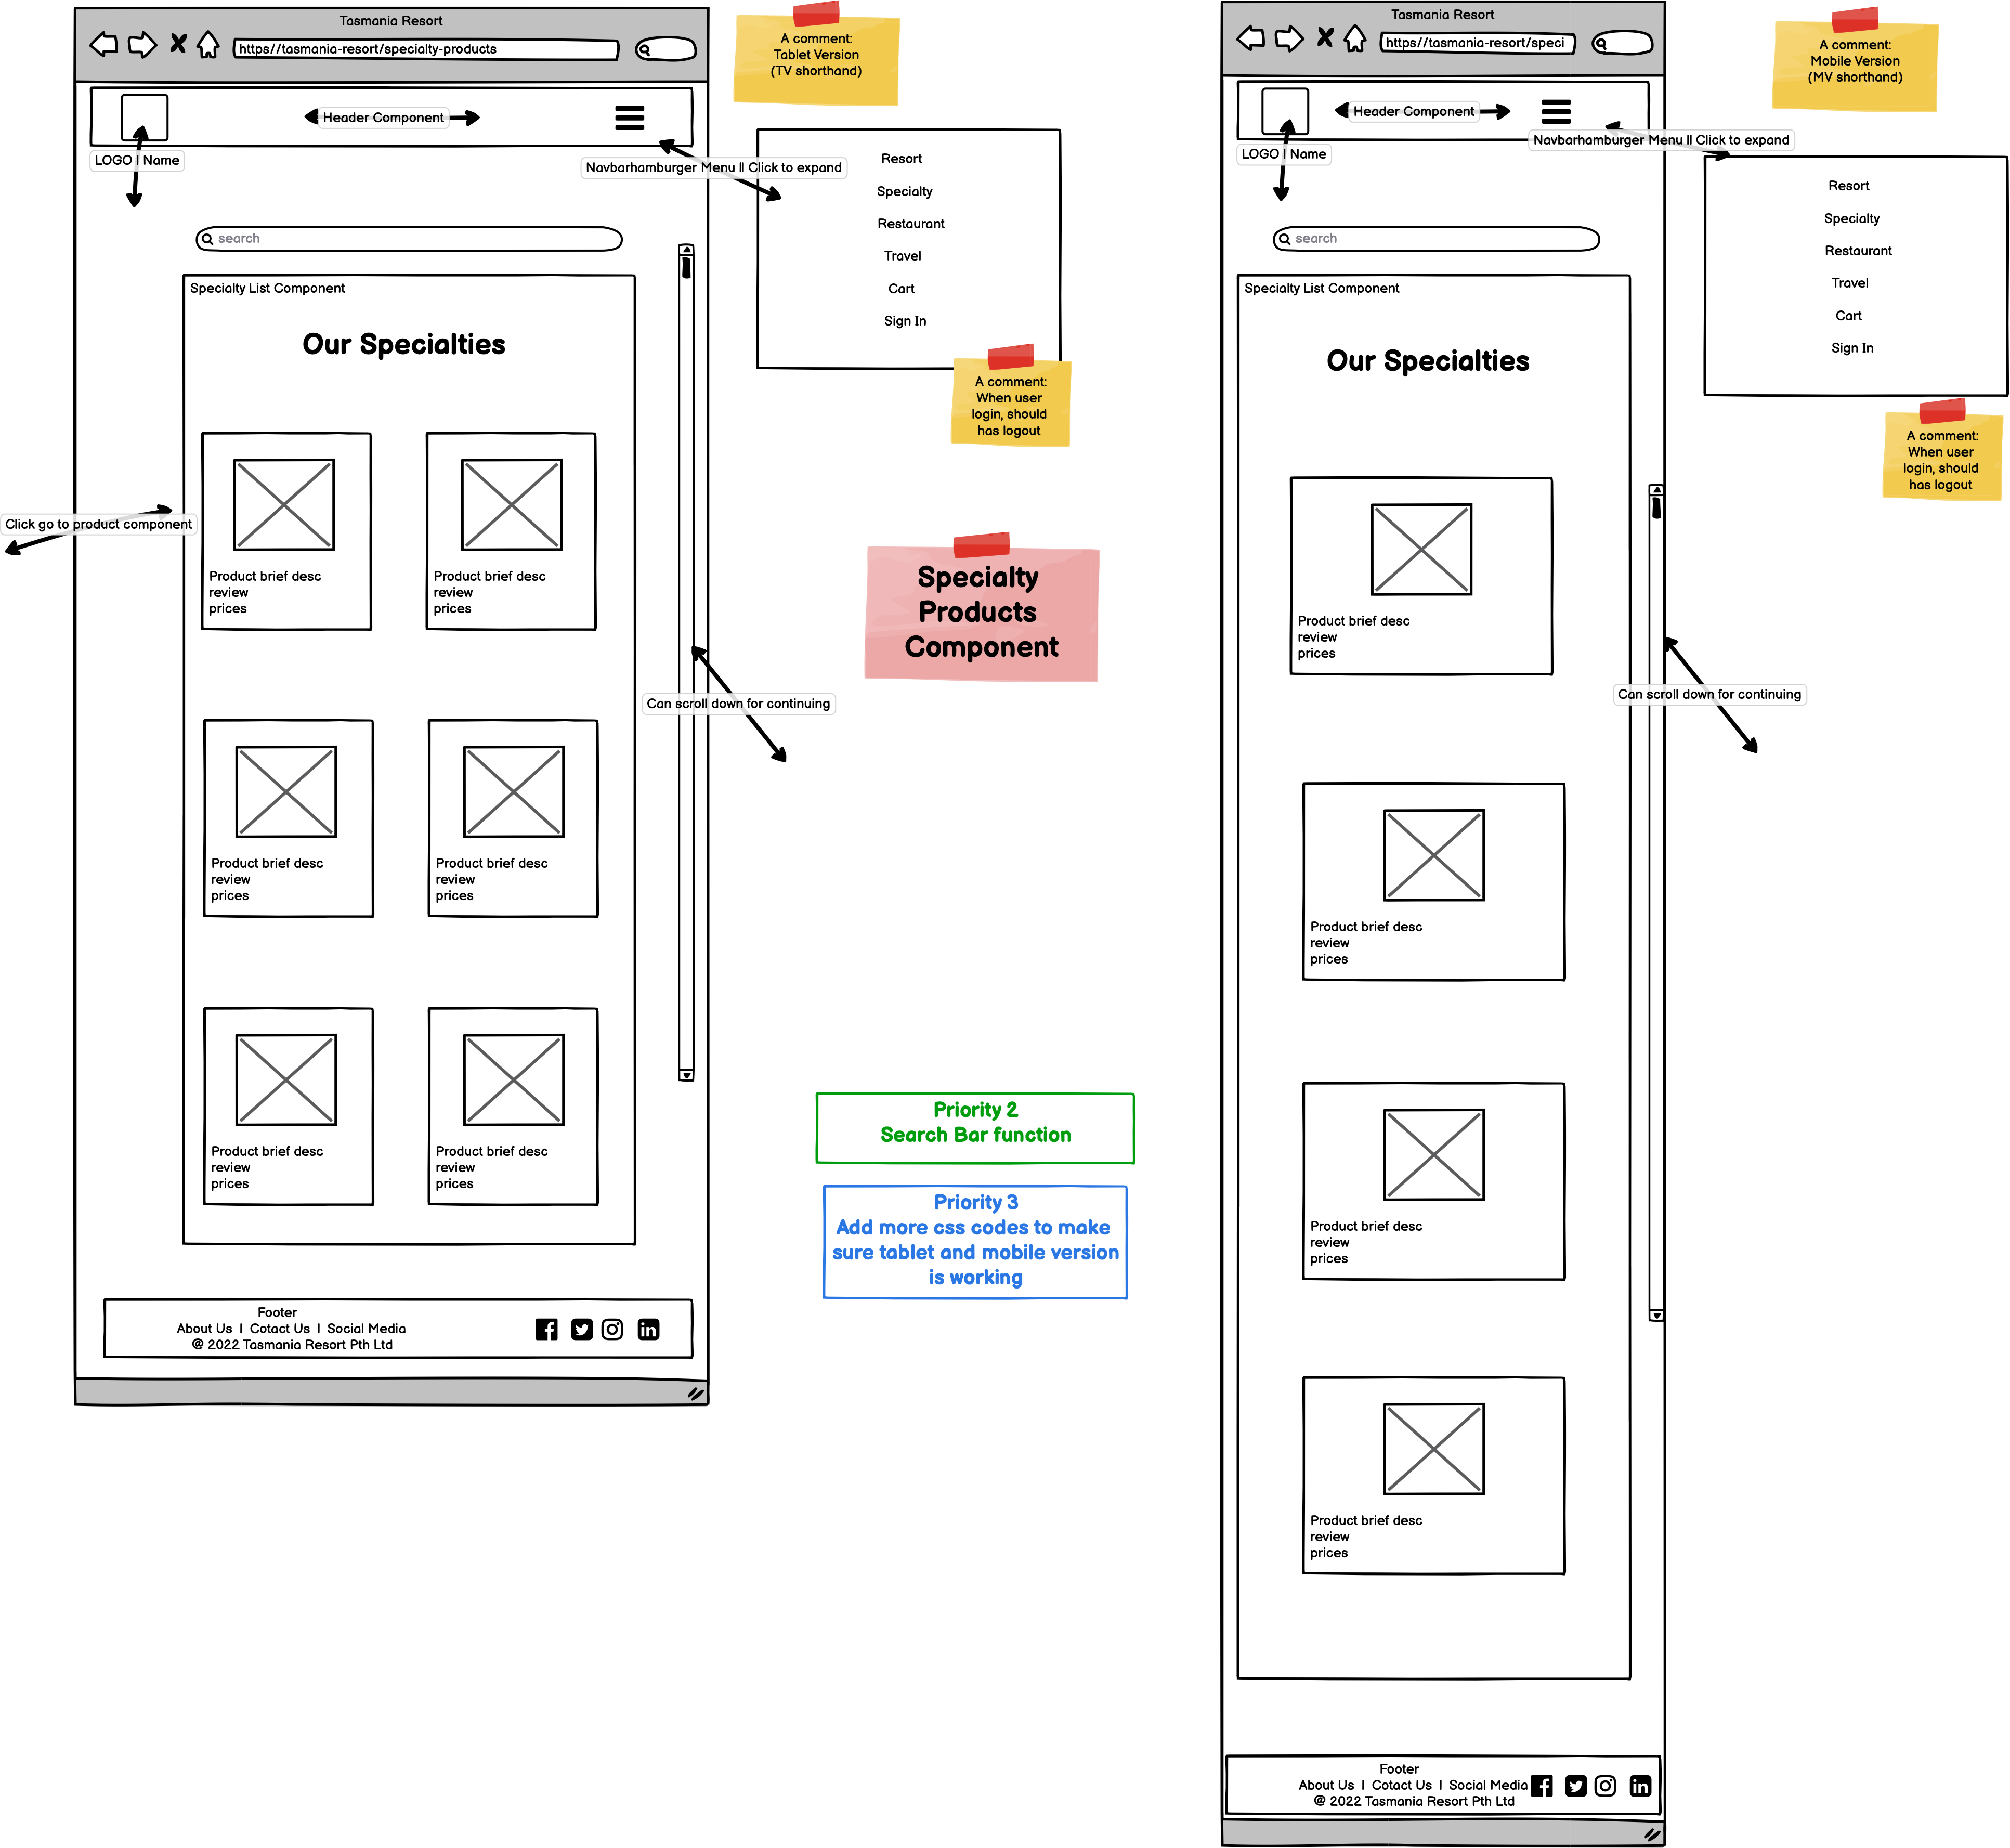 Tasmania Resort
https//tasmania-resort/specialty-products
A comment:
Tablet Version
(TV shorthand)
Header Component
LOGO | Name
Navbarhamburger Menu || Click to expand
Resort
Specialty
Restaurant
Travel
Cart
Sign In
A comment:
When user
login, should
has logout
search
Specialty List Component
Our Specialties
Click go to product component
Product brief desc
review
prices
Product brief desc
review
prices
Product brief desc
review
prices
Product brief desc
review
prices
Product brief desc
review
prices
Product brief desc
review
prices
Can scroll down for continuing
Footer
About Us | Cotact Us | Social Media
@ 2022 Tasmania Resort Pth Ltd
Specialty
Products
Component
Priority 2
Search Bar function
Priority 3
Add more css codes to make
sure tablet and mobile version
is working
Tasmania Resort
https//tasmania-resort/speci
A comment:
Mobile Version
(MV shorthand)
Header Component
LOGO | Name
Navbarhamburger Menu || Click to expand
Resort
Specialty
Restaurant
Travel
Cart
Sign In
A comment:
When user
login, should
has logout
search
Specialty List Component
Our Specialties
Product brief desc
review
prices
Can scroll down for continuing
Product brief desc
review
prices
Product brief desc
review
prices
Product brief desc
review
prices
Footer
About Us | Cotact Us | Social Media
@ 2022 Tasmania Resort Pth Ltd